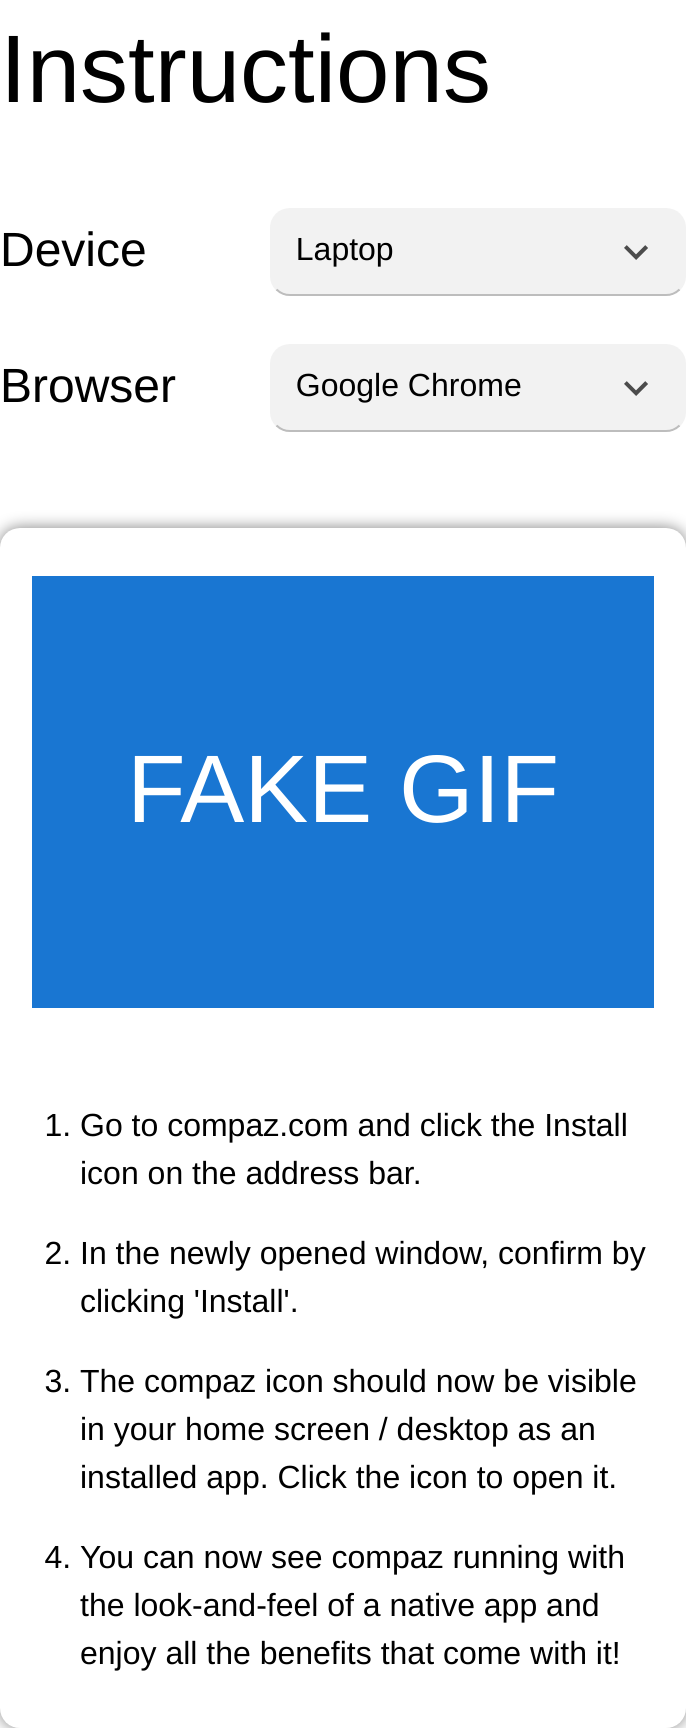 Instructions
Device
Laptop
Browser
Google Chrome
FAKE GIF
1. Go to compaz.com and click the Install
icon on the address bar.
2. In the newly opened window, confirm by
clicking 'Install'.
3. The compaz icon should now be visible
in your home screen / desktop as an
installed app. Click the icon to open it.
4. You can now see compaz running with
the look-and-feel of a native app and
enjoy all the benefits that come with it!